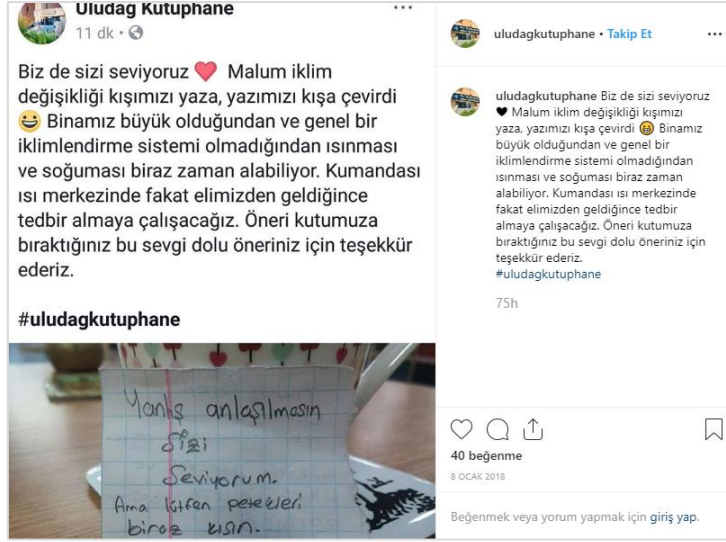 Uludag Kutuphane
11 dk •
Biz de sizi seviyoruz ❤ Malum iklim
değişikliği kışımızı yaza, yazımızı kışa çevirdi
😀 Binamız büyük olduğundan ve genel bir
iklimlendirme sistemi olmadığından ısınması
ve soğuması biraz zaman alabiliyor. Kumandası
ısı merkezinde fakat elimizden geldiğince
tedbir almaya çalışacağız. Öneri kutumuza
bıraktığınız bu sevgi dolu öneriniz için teşekkür
ederiz.
#uludagkutuphane
Yanlış anlaşılmasın
Sizi
Seviyorum.
Ama lütfen petekleri
biraz kısın.
uludagkutuphane • Takip Et
uludagkutuphane Biz de sizi seviyoruz
♥ Malum iklim değişikliği kışımızı
yaza, yazımızı kışa çevirdi 😀 Binamız
büyük olduğundan ve genel bir
iklimlendirme sistemi olmadığından
ısınması ve soğuması biraz zaman
alabiliyor. Kumandası ısı merkezinde
fakat elimizden geldiğince tedbir
almaya çalışacağız. Öneri kutumuza
bıraktığınız bu sevgi dolu öneriniz için
teşekkür ederiz.
#uludagkutuphane
75h
40 beğenme
8 OCAK 2018
Beğenmek veya yorum yapmak için giriş yap.